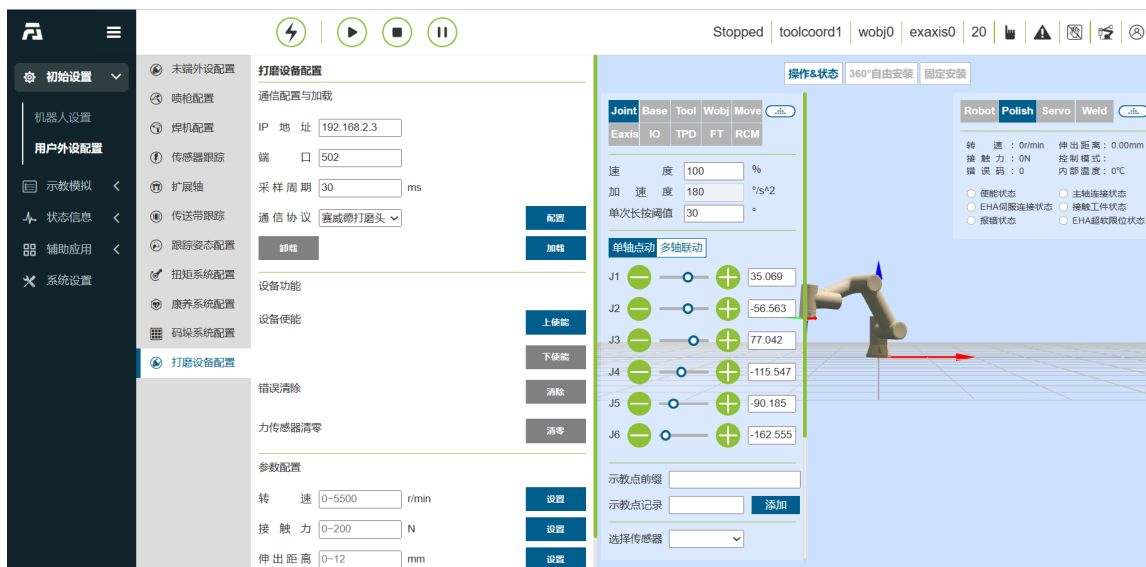 Stopped toolcoord1 wobj0 exaxis0 20
初始设置
机器人设置
用户外设配置
示教模拟
状态信息
辅助应用
系统设置
末端外设配置
喷枪配置
焊机配置
传感器跟踪
扩展轴
传送带跟踪
跟踪姿态配置
扭矩系统配置
康养系统配置
码垛系统配置
打磨设备配置
打磨设备配置
通信配置与加载
IP 地 址 192.168.2.3
端 口 502
采 样 周 期 30 ms
通 信 协 议 赛威德打磨头 配置
卸载 加载
设备功能
设备使能 上使能
下使能
错误清除 清除
力传感器清零 清零
参数配置
转 速 0~5500 r/min 设置
接 触 力 0~200 N 设置
伸 出 距 离 0~12 mm 设置
操作&状态 360°自由安装 固定安装
Joint Base Tool Wobj Move
Eaxis IO TPD FT RCM
速 度 100 %
加 速 度 180 °/s^2
单次长按阈值 30 °
单轴点动 多轴联动
J1 35.069
J2 -56.563
J3 77.042
J4 -115.547
J5 -90.185
J6 -162.555
示教点前缀
示教点记录 添加
选择传感器
Robot Polish Servo Weld
转 速 : 0r/min 伸 出 距 离 : 0.00mm
接 触 力 : 0N 控 制 模 式 :
错 误 码 : 0 内 部 温 度 : 0℃
使能状态 主轴连接状态
EHA伺服连接状态 接触工件状态
报错状态 EHA超软限位状态